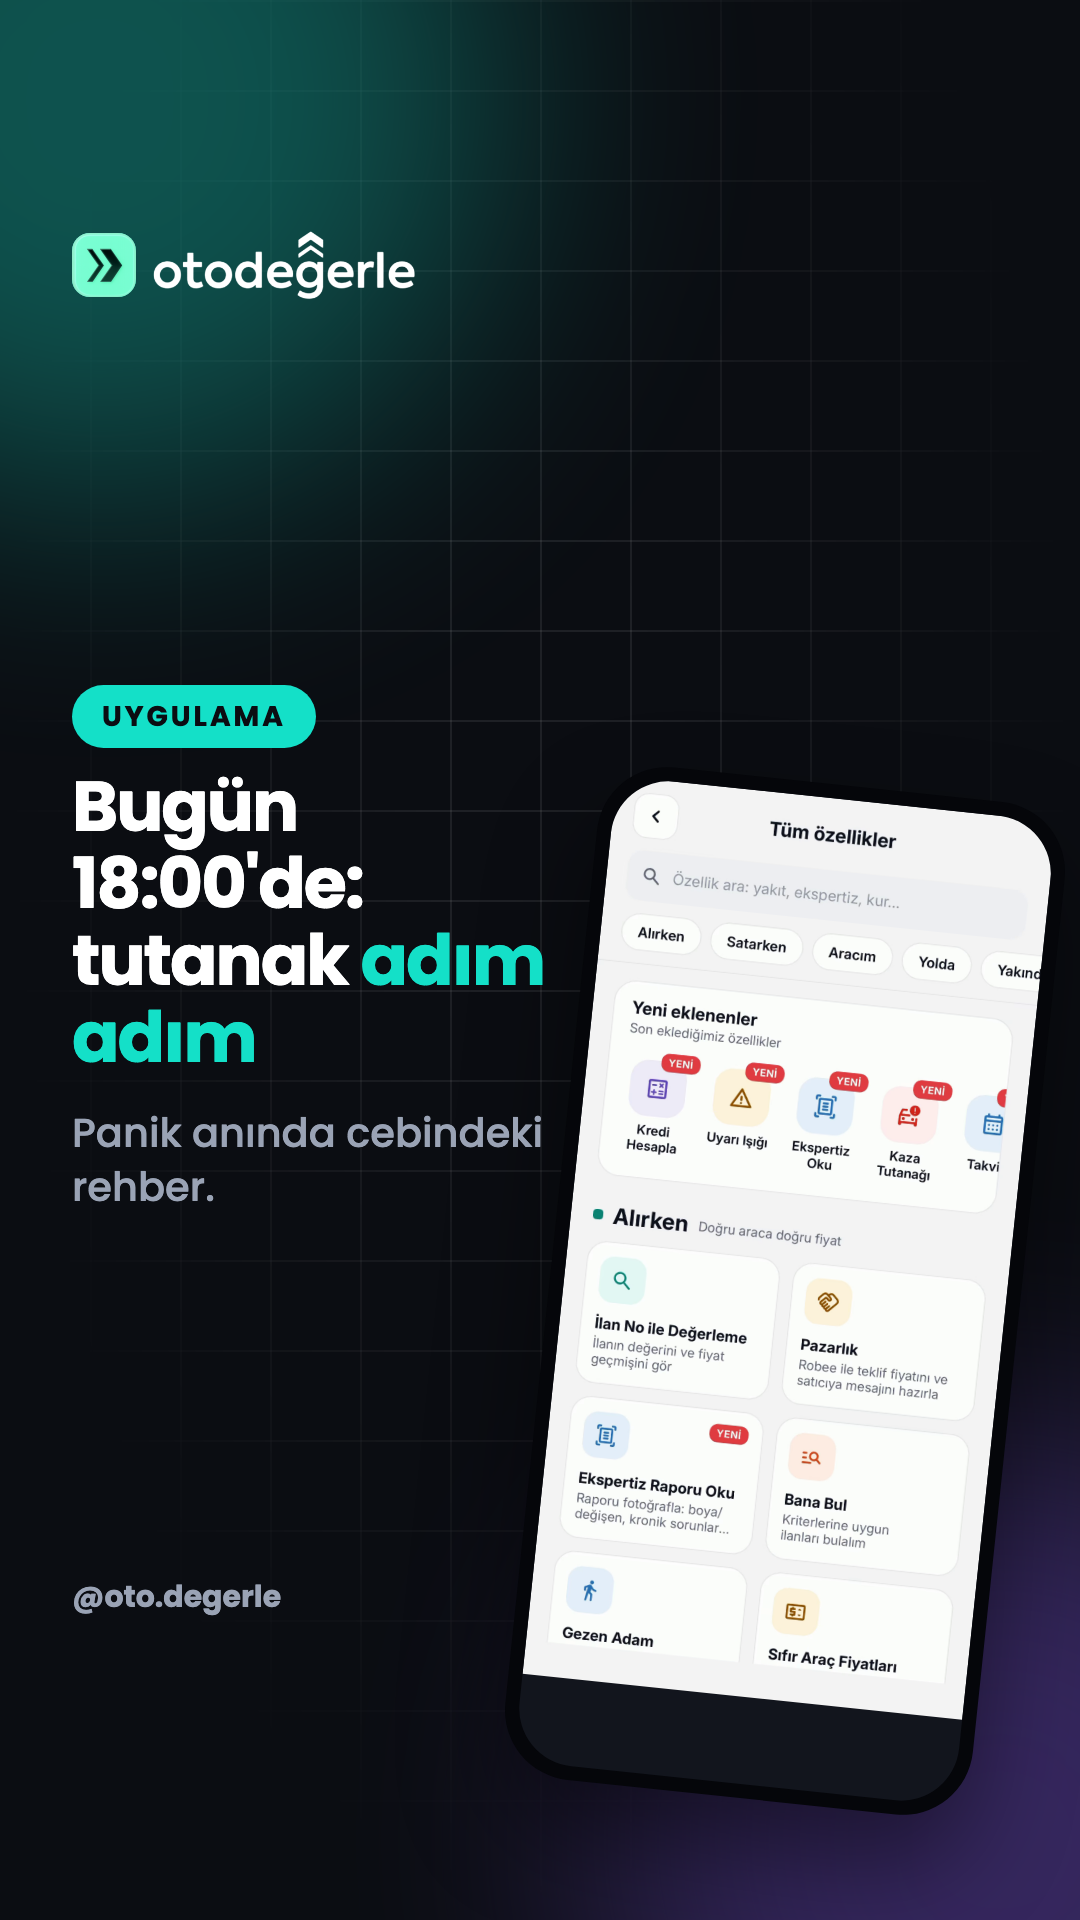 otodeğerle
UYGULAMA
Bugün
18:00'de:
tutanak adım
adım
Panik anında cebindeki
rehber.
@oto.degerle
Tüm özellikler
Özellik ara: yakıt, ekspertiz, kur...
Alırken
Satarken
Aracım
Yolda
Yakınd
Yeni eklenenler
Son eklediğimiz özellikler
YENİ
YENİ
YENİ
YENİ
Kredi
Hesapla
Uyarı Işığı
Ekspertiz
Oku
Kaza
Tutanağı
Takvi
Alırken
Doğru araca doğru fiyat
İlan No ile Değerleme
İlanın değerini ve fiyat
geçmişini gör
Pazarlık
Robee ile teklif fiyatını ve
satıcıya mesajını hazırla
YENİ
Ekspertiz Raporu Oku
Raporu fotoğrafla: boya/
değişen, kronik sorunlar...
Bana Bul
Kriterlerine uygun
ilanları bulalım
Gezen Adam
Sıfır Araç Fiyatları